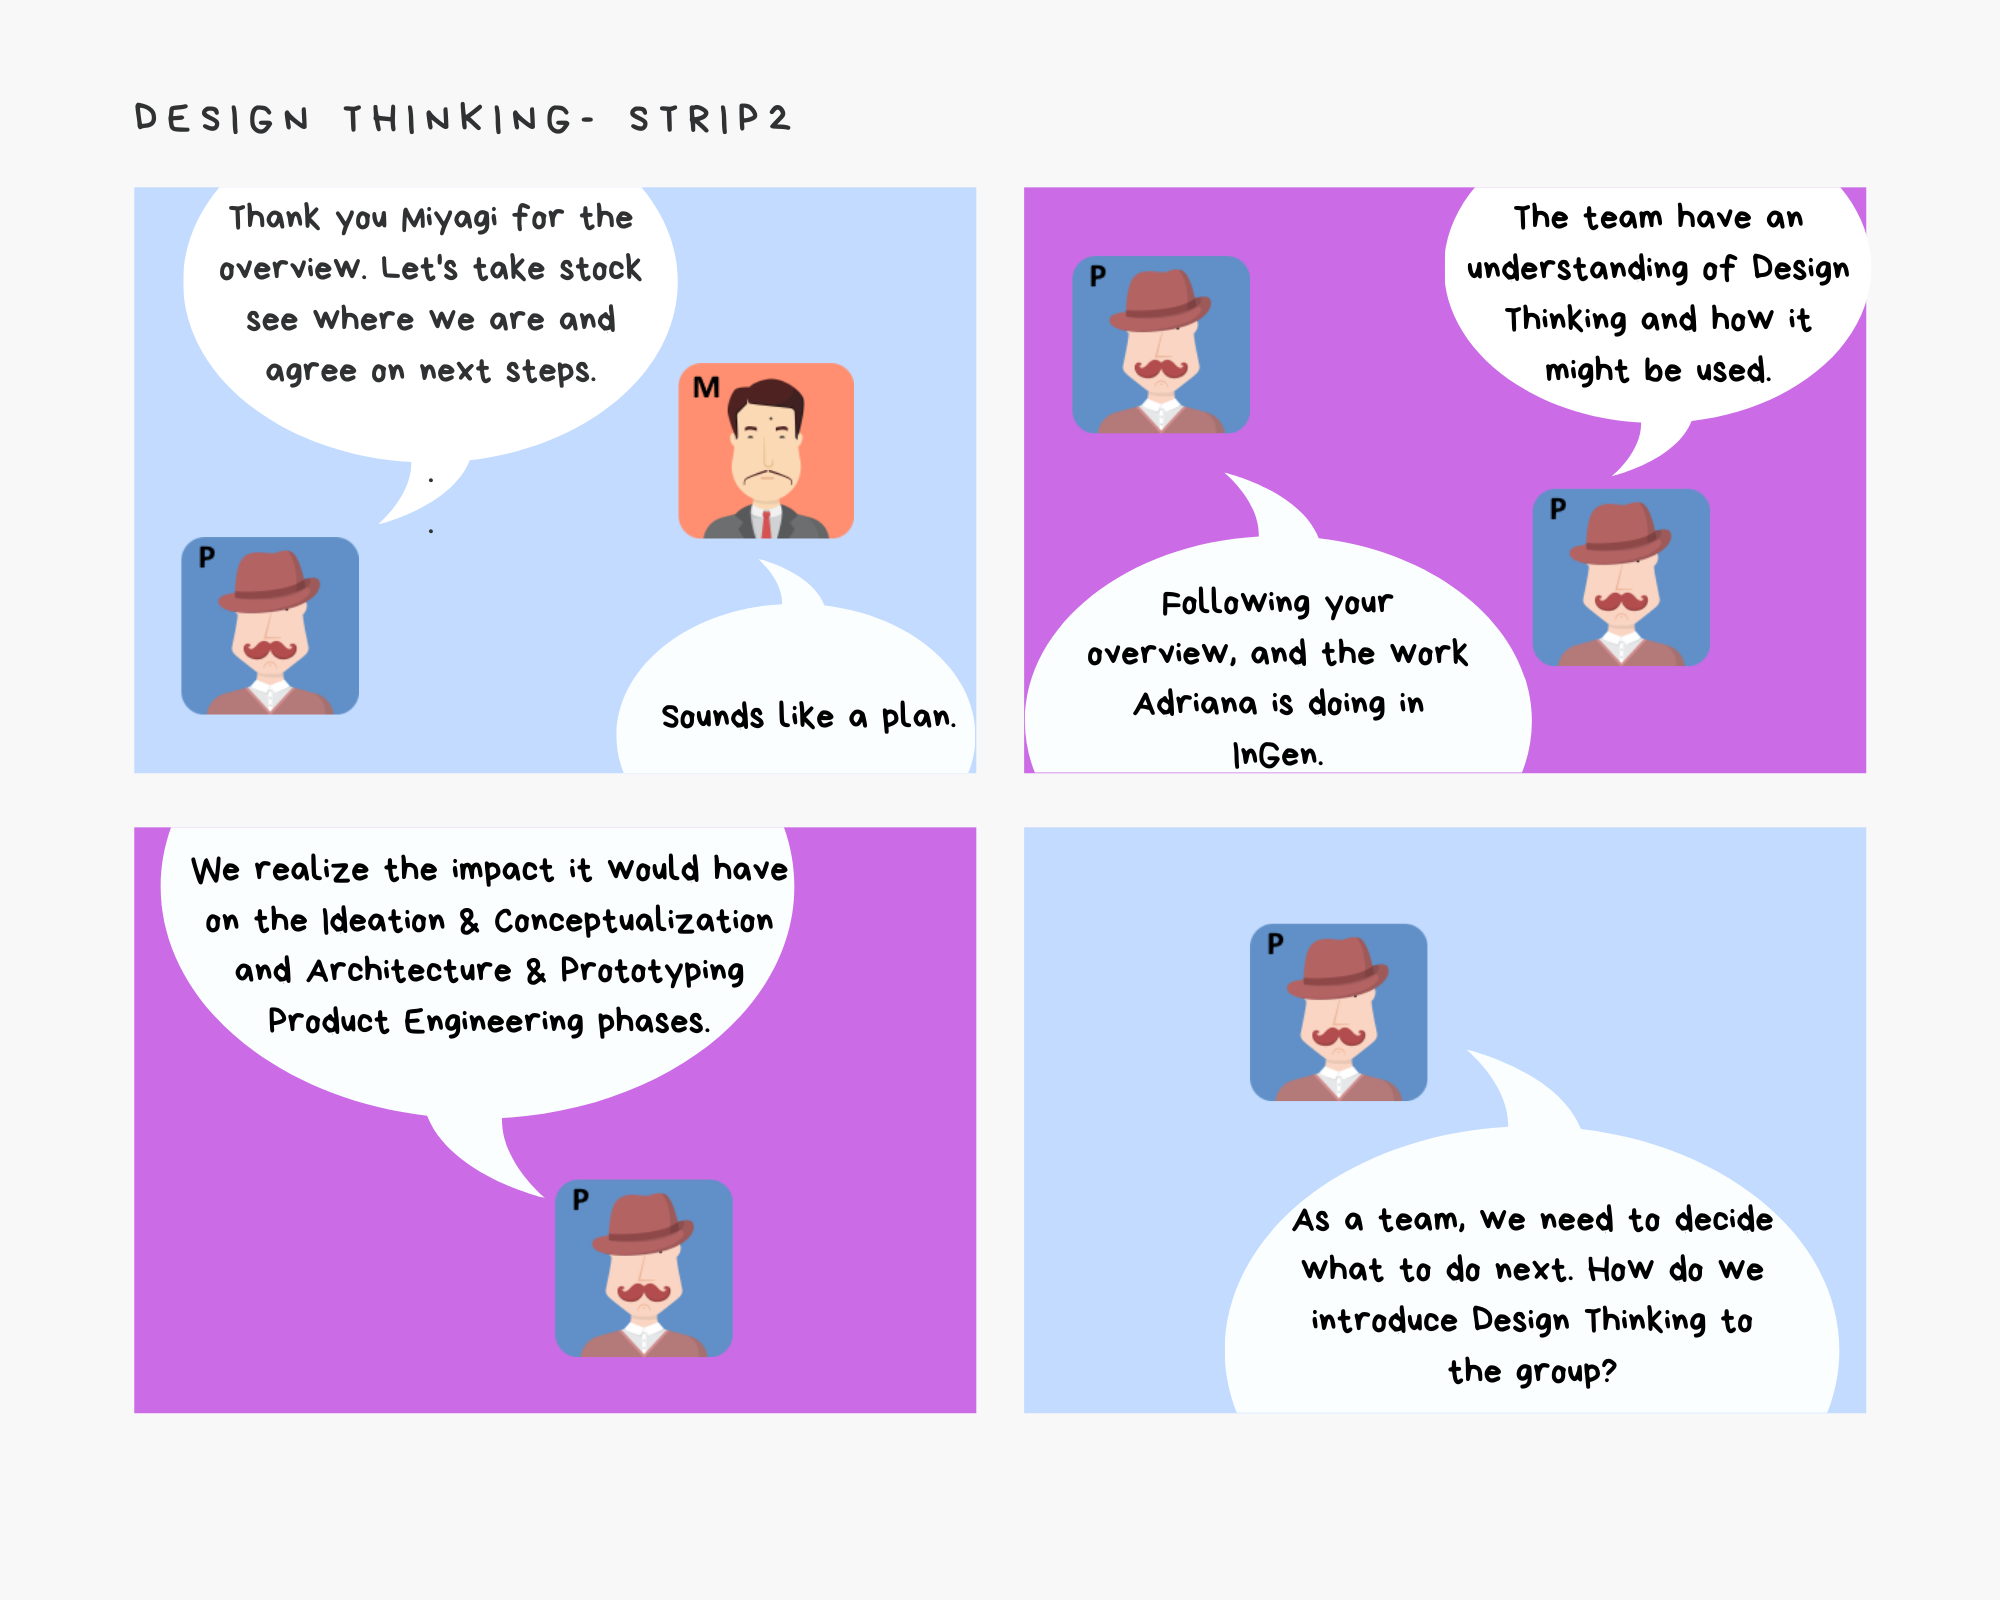 DESIGN THINKING- STRIP2
Thank you Miyagi for the
overview. Let's take stock
see where we are and
agree on next steps.
.
.
P
M
Sounds like a plan.
P
Following your
overview, and the work
Adriana is doing in
InGen.
The team have an
understanding of Design
Thinking and how it
might be used.
P
We realize the impact it would have
on the Ideation & Conceptualization
and Architecture & Prototyping
Product Engineering phases.
P
P
As a team, we need to decide
what to do next. How do we
introduce Design Thinking to
the group?